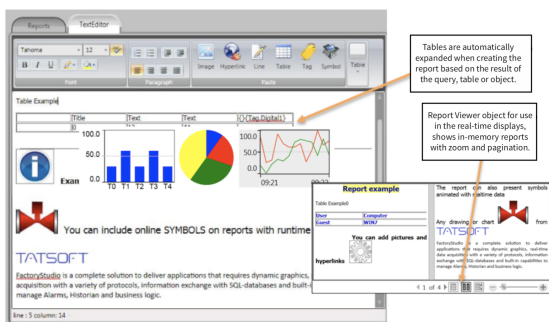 Reports
TextEditor
Tahoma
12
B I U
Font
Paragraph
Image
Hyperlink
Line
Table
Tag
Symbol
Paste
Table
Tables are automatically
expanded when creating the
report based on the result of
the query, table or object.
Table Example
[Title
[Text
[Text
{}{Tag.Digital1}
100.0
50.0
0.0
T0 T1 T2 T3 T4
100.0
50.0
0.0
09:21
Exan
Report Viewer object for use
in the real-time displays,
shows in-memory reports
with zoom and pagination.
You can include online SYMBOLS on reports with runtime
TATSOFT
FactoryStudio is a complete solution to deliver applications that requires dynamic graphics,
acquisition with a variety of protocols, information exchange with SQL-databases and built-
manage Alarms, Historian and business logic.
line : 5 column: 14
Report example
Table Example0
User
Computer
Guest
WIN7
You can add pictures and
hyperlinks
The report can also present symbols
animated with realtime data
Any drawing or chart
from
TATSOFT
FactoryStudio is a complete solution to deliver
applications that requires dynamic graphics, real-time
data acquisition with a variety of protocols, information
exchange with SQL-databases and built-in capabilities to
manage Alarms, Historian and business logic.
1 of 4